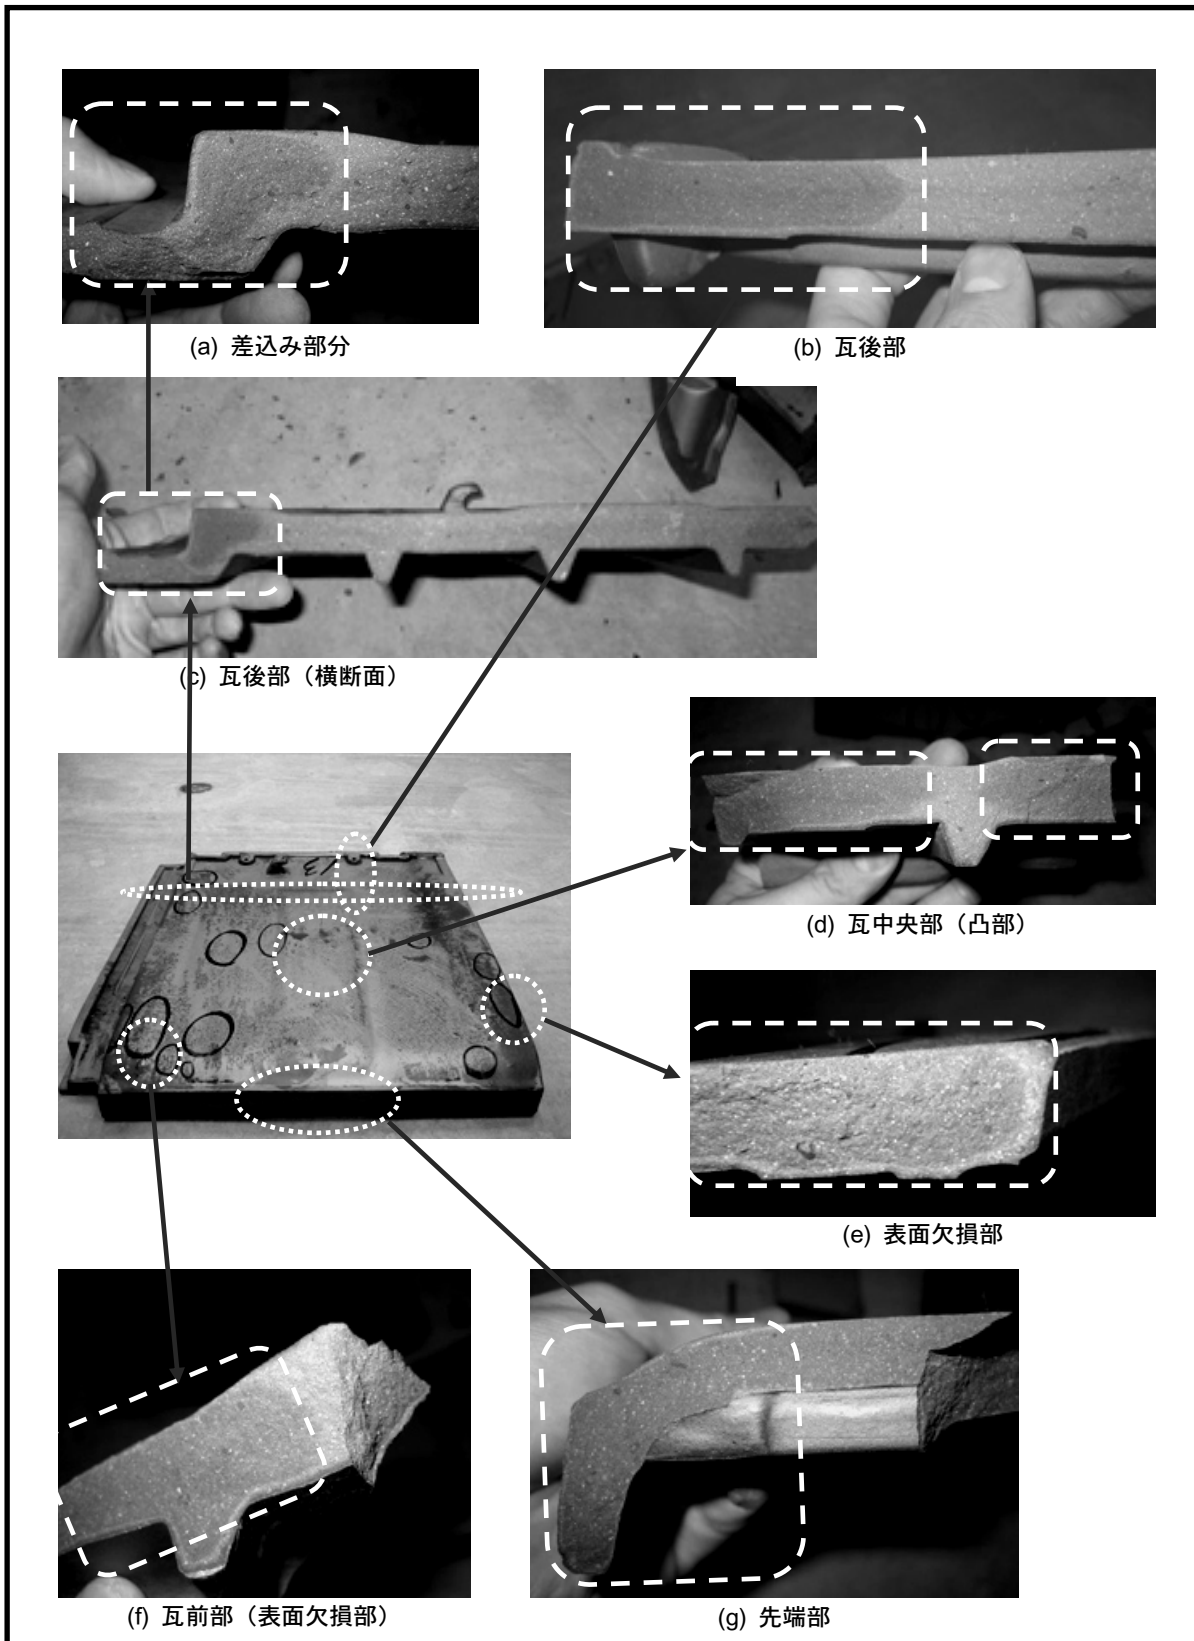 (a) 差込み部分
(b) 瓦後部
(c) 瓦後部（横断面）
(d) 瓦中央部（凸部）
(e) 表面欠損部
(f) 瓦前部（表面欠損部）
(g) 先端部